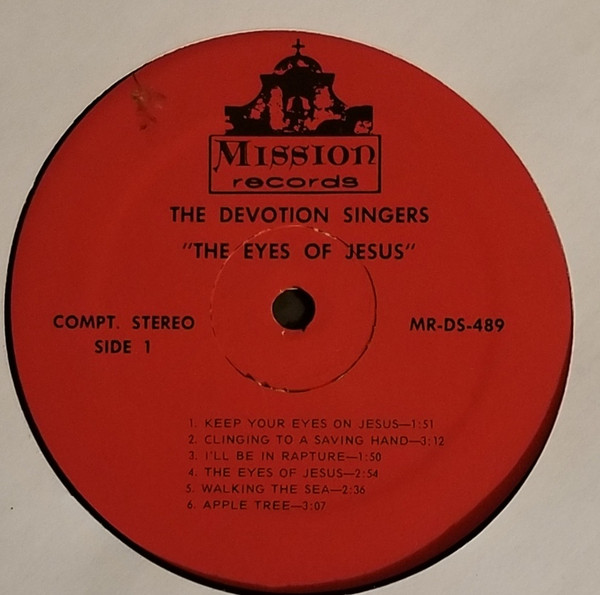 Mission
records
THE DEVOTION SINGERS
"THE EYES OF JESUS"
COMPT. STEREO
SIDE 1
MR-DS-489
1. KEEP YOUR EYES ON JESUS—1:51
2. CLINGING TO A SAVING HAND—3:12
3. I'LL BE IN RAPTURE—1:50
4. THE EYES OF JESUS—2:54
5. WALKING THE SEA—2:36
6. APPLE TREE—3:07